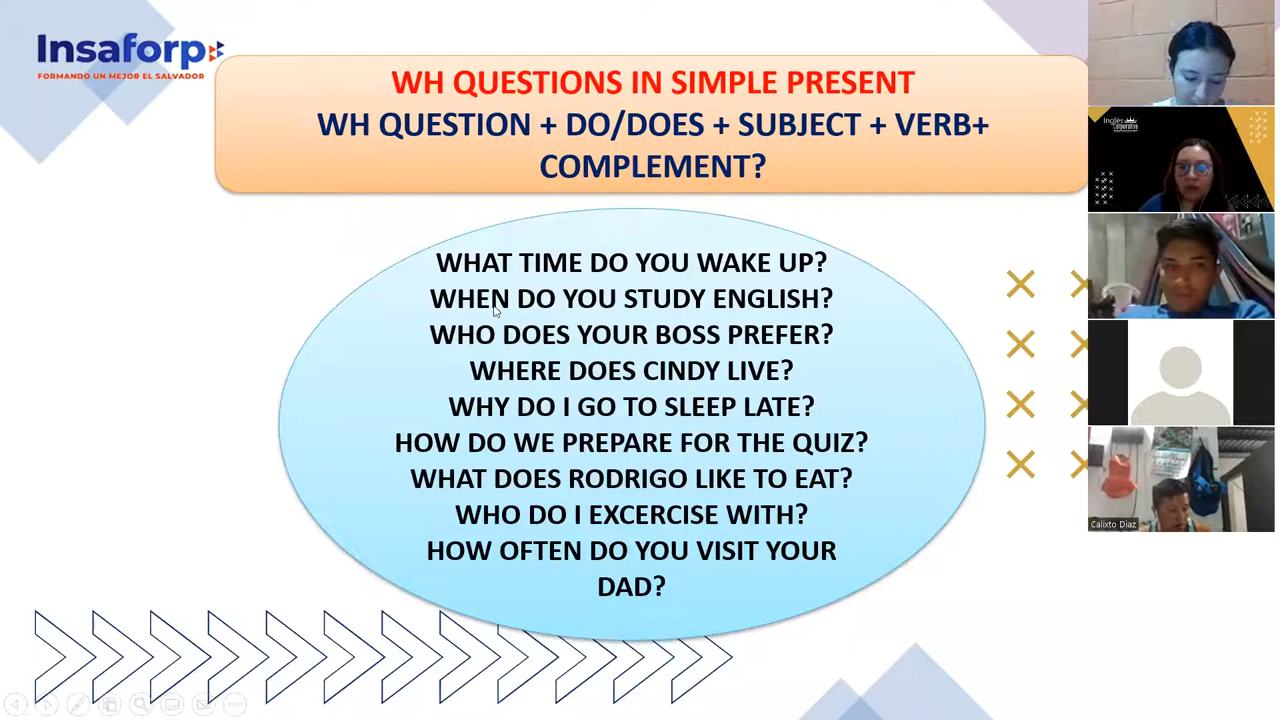 Insaforp
FORMANDO UN MEJOR EL SALVADOR
WH QUESTIONS IN SIMPLE PRESENT
WH QUESTION + DO/DOES + SUBJECT + VERB+
COMPLEMENT?
WHAT TIME DO YOU WAKE UP?
WHEN DO YOU STUDY ENGLISH?
WHO DOES YOUR BOSS PREFER?
WHERE DOES CINDY LIVE?
WHY DO I GO TO SLEEP LATE?
HOW DO WE PREPARE FOR THE QUIZ?
WHAT DOES RODRIGO LIKE TO EAT?
WHO DO I EXCERCISE WITH?
HOW OFTEN DO YOU VISIT YOUR
DAD?
Inglés
Corporativo
Calixto Diaz